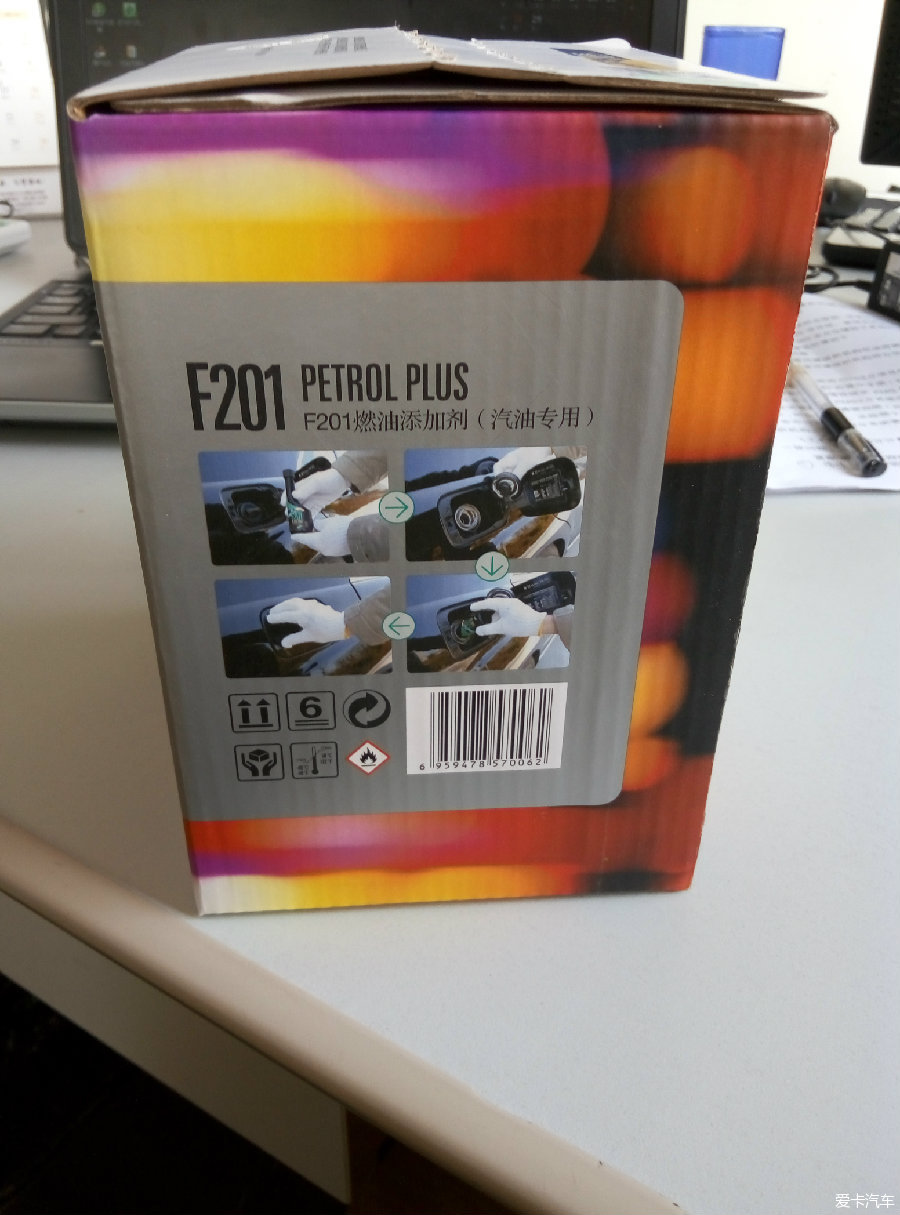 F201 PETROL PLUS
F201燃油添加剂（汽油专用）
6
6 959478 570062
爱卡汽车